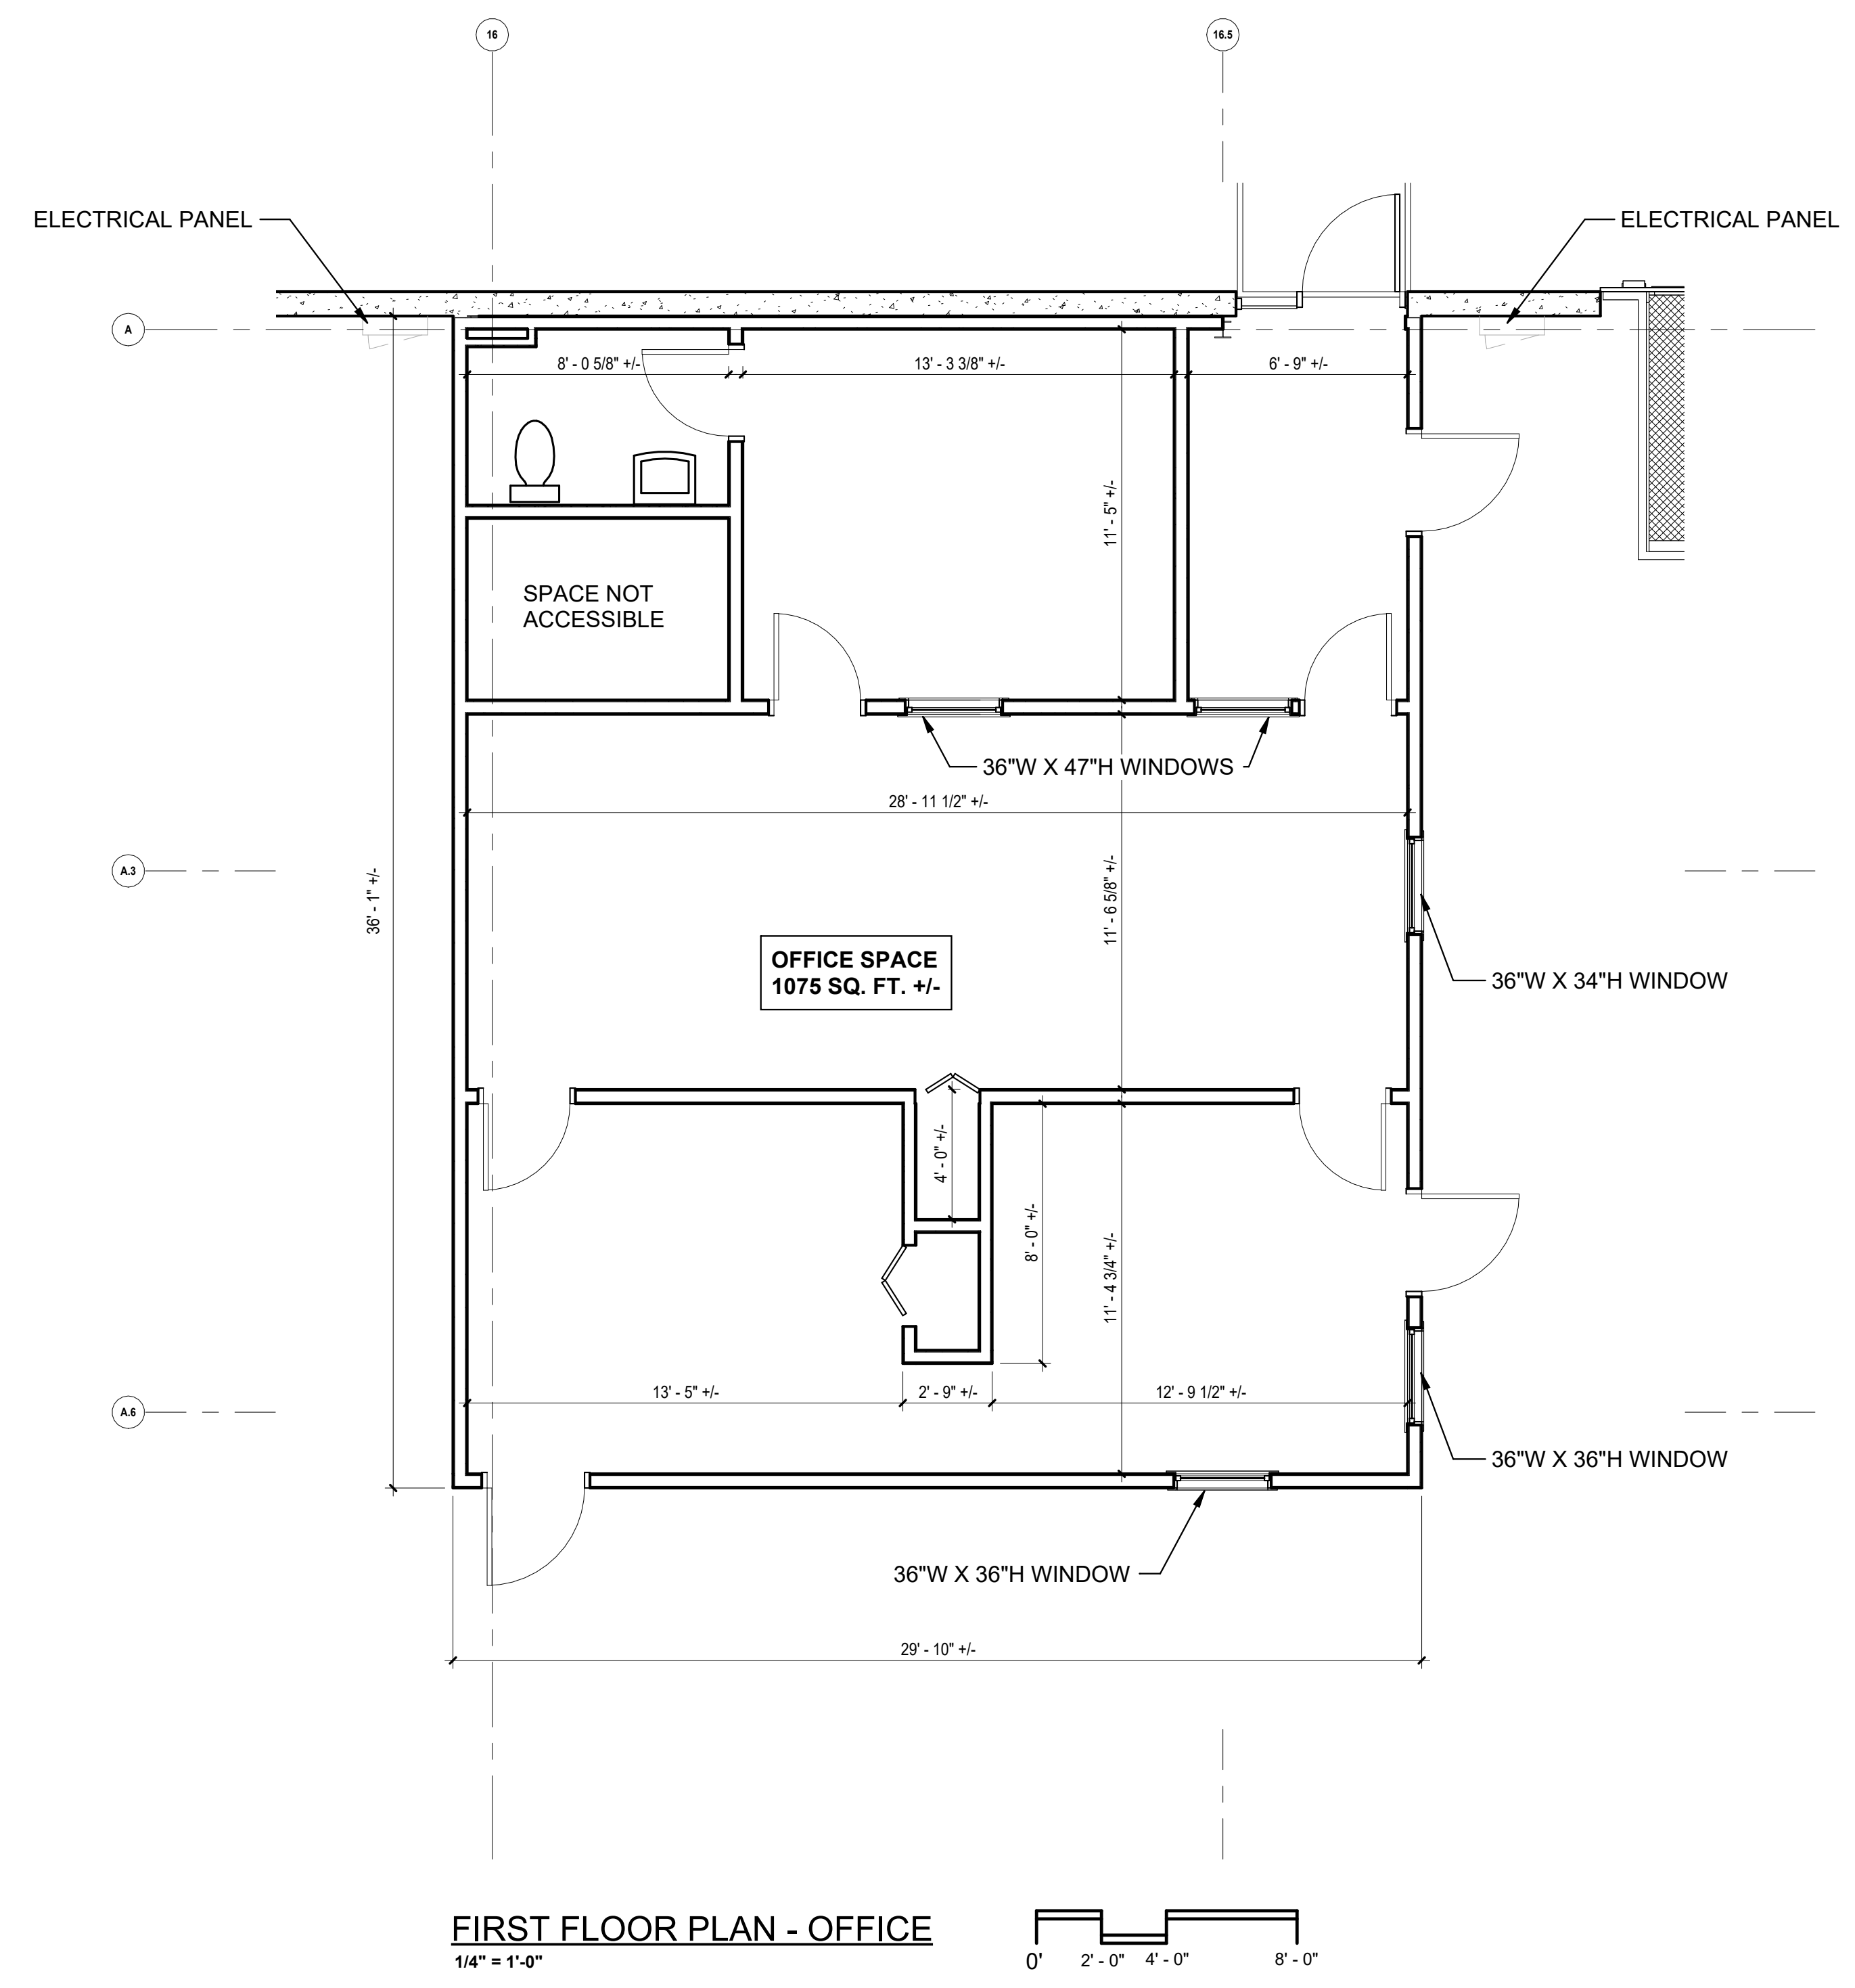 16
16.5
ELECTRICAL PANEL
ELECTRICAL PANEL
A
8' - 0 5/8" +/-
13' - 3 3/8" +/-
6' - 9" +/-
11' - 5" +/-
SPACE NOT
ACCESSIBLE
36"W X 47"H WINDOWS
28' - 11 1/2" +/-
A.3
36' - 1" +/-
11' - 6 5/8" +/-
OFFICE SPACE
1075 SQ. FT. +/-
36"W X 34"H WINDOW
4' - 0" +/-
8' - 0" +/-
11' - 4 3/4" +/-
13' - 5" +/-
2' - 9" +/-
12' - 9 1/2" +/-
A.6
36"W X 36"H WINDOW
36"W X 36"H WINDOW
29' - 10" +/-
FIRST FLOOR PLAN - OFFICE
1/4" = 1'-0"
0'
2' - 0"
4' - 0"
8' - 0"